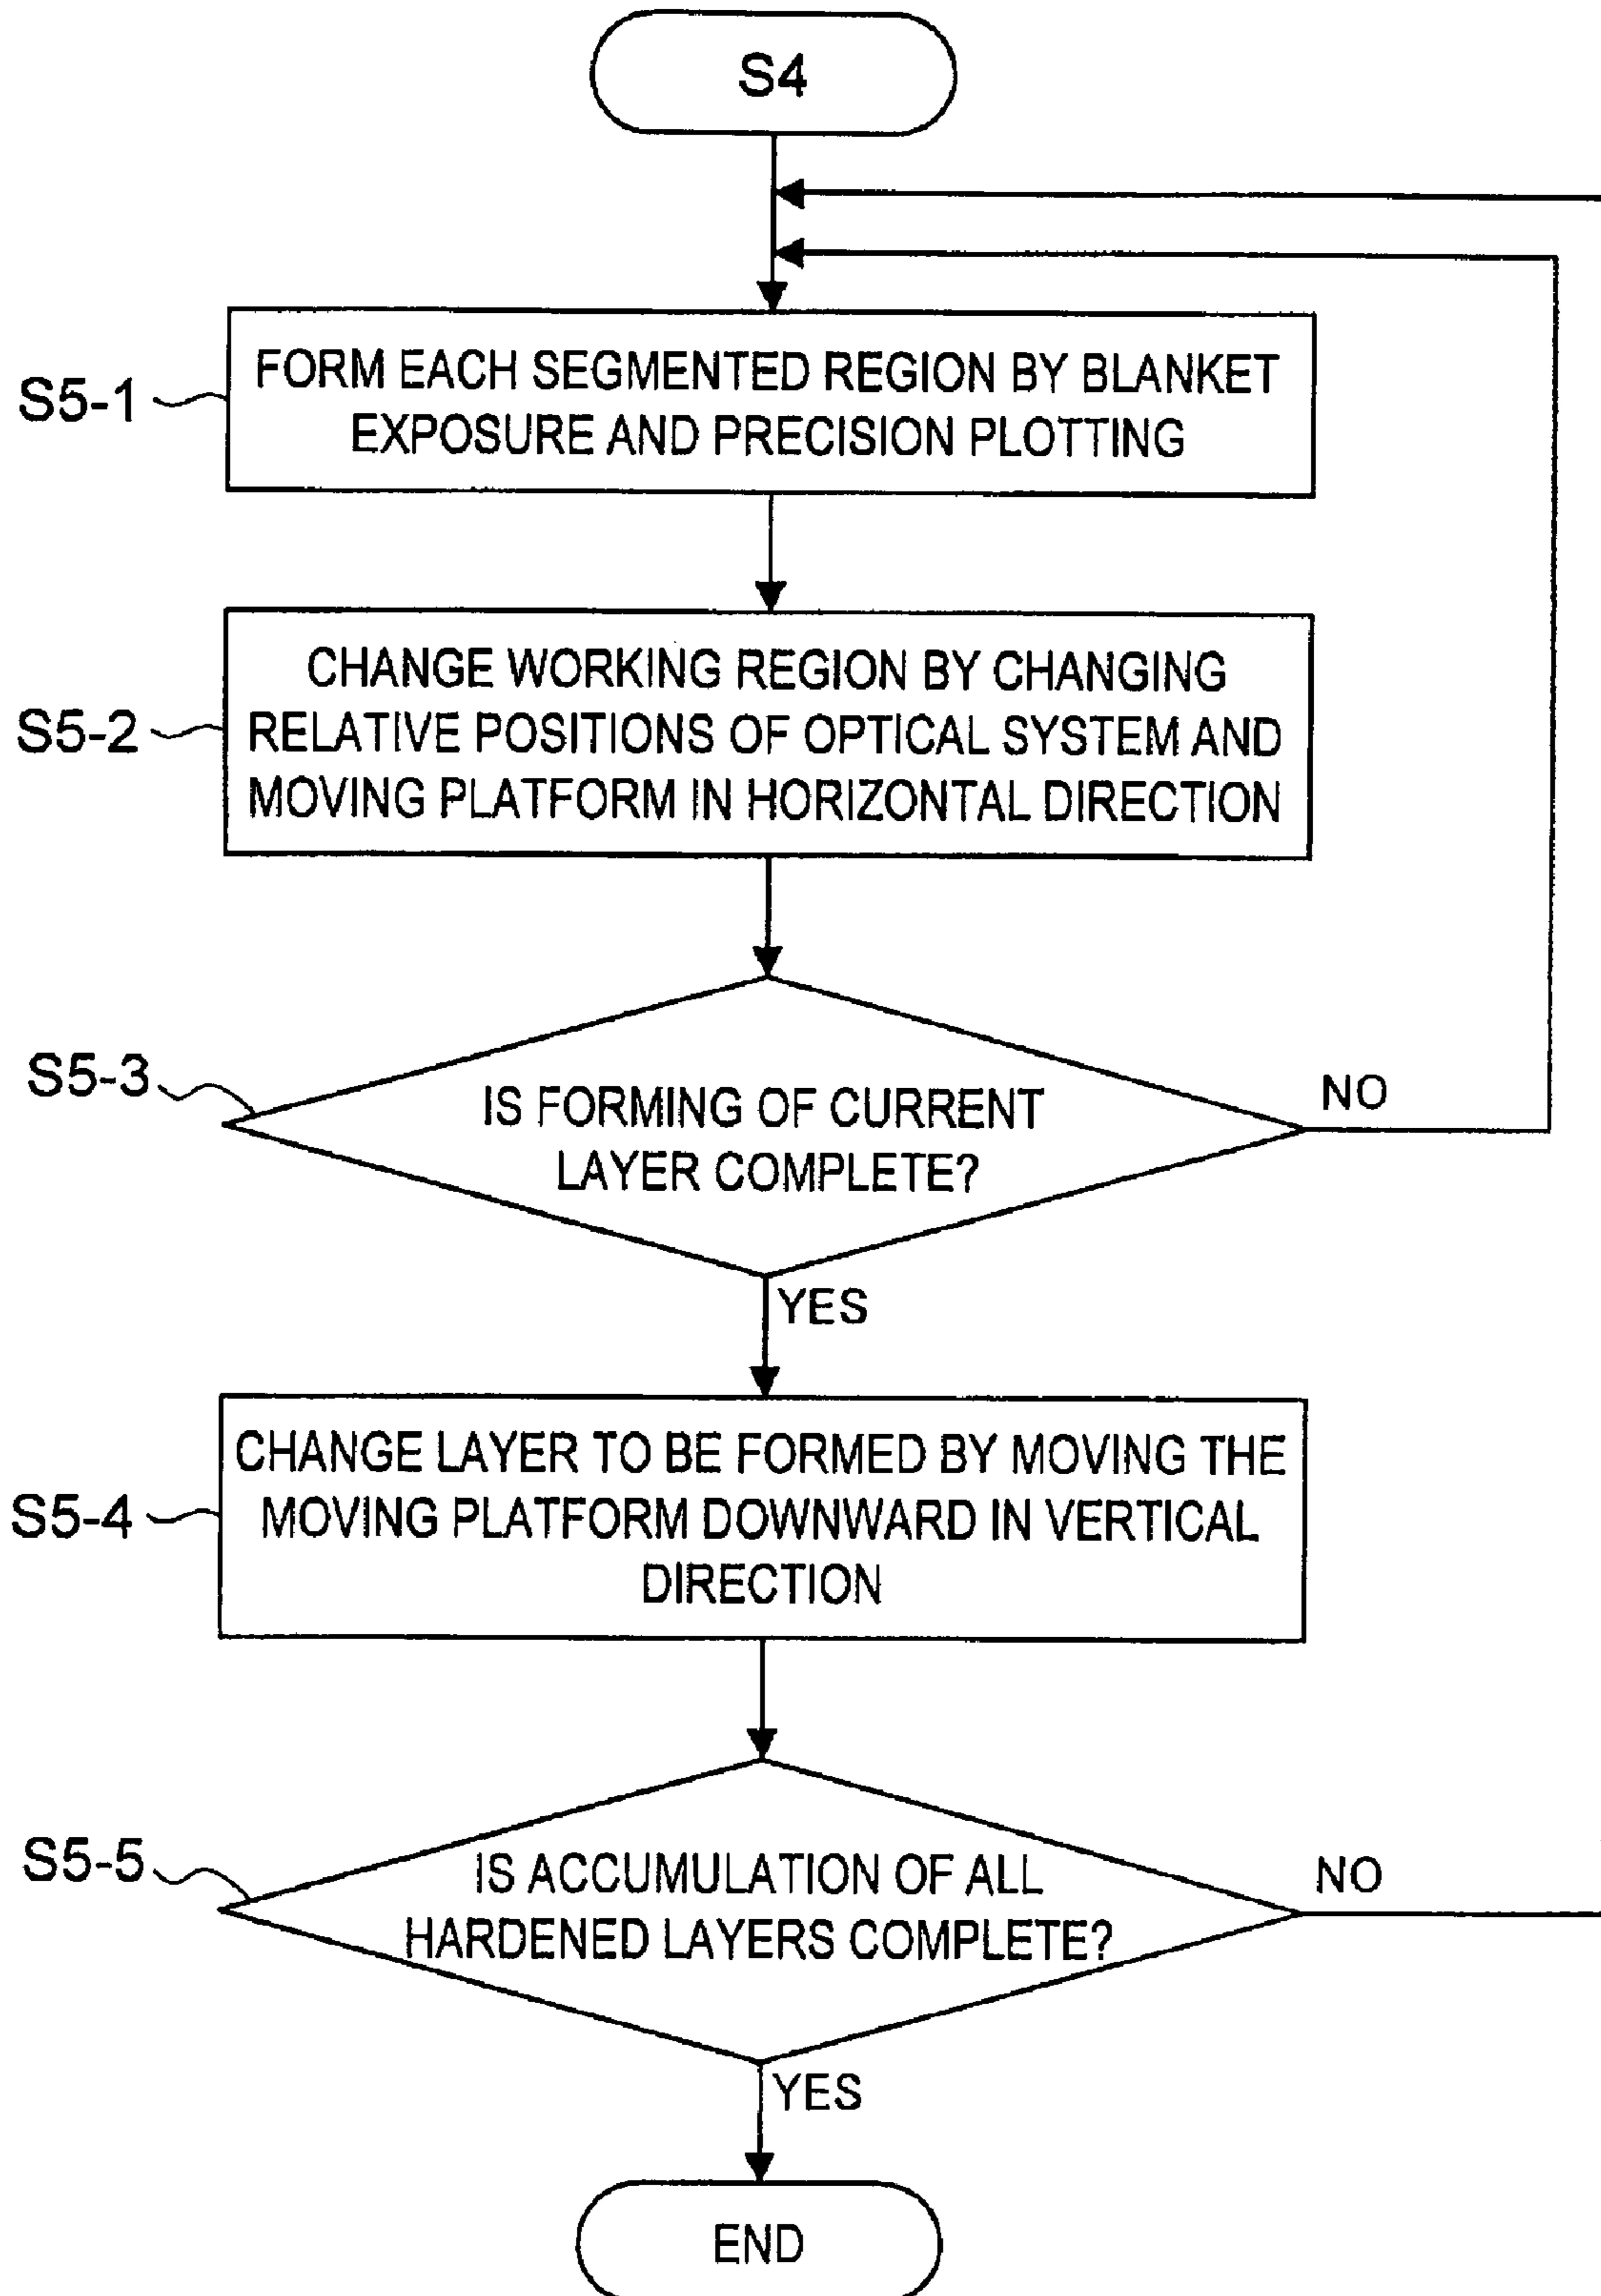 S4
S5-1
FORM EACH SEGMENTED REGION BY BLANKET
EXPOSURE AND PRECISION PLOTTING
S5-2
CHANGE WORKING REGION BY CHANGING
RELATIVE POSITIONS OF OPTICAL SYSTEM AND
MOVING PLATFORM IN HORIZONTAL DIRECTION
S5-3
IS FORMING OF CURRENT
LAYER COMPLETE?
NO
YES
S5-4
CHANGE LAYER TO BE FORMED BY MOVING THE
MOVING PLATFORM DOWNWARD IN VERTICAL
DIRECTION
S5-5
IS ACCUMULATION OF ALL
HARDENED LAYERS COMPLETE?
NO
YES
END